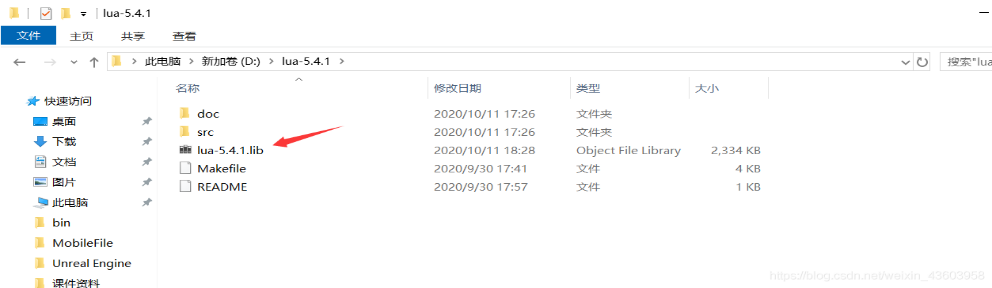 lua-5.4.1
文件 主页 共享 查看
此电脑 新加卷 (D:) lua-5.4.1 搜索"lua
名称 修改日期 类型 大小
快速访问
桌面
下载
文档
图片
此电脑
bin
MobileFile
Unreal Engine
课件资料
doc 2020/10/11 17:26 文件夹
src 2020/10/11 17:26 文件夹
lua-5.4.1.lib 2020/10/11 18:28 Object File Library 2,334 KB
Makefile 2020/9/30 17:41 文件 4 KB
README 2020/9/30 17:57 文件 1 KB
https://blog.csdn.net/weixin_43603958